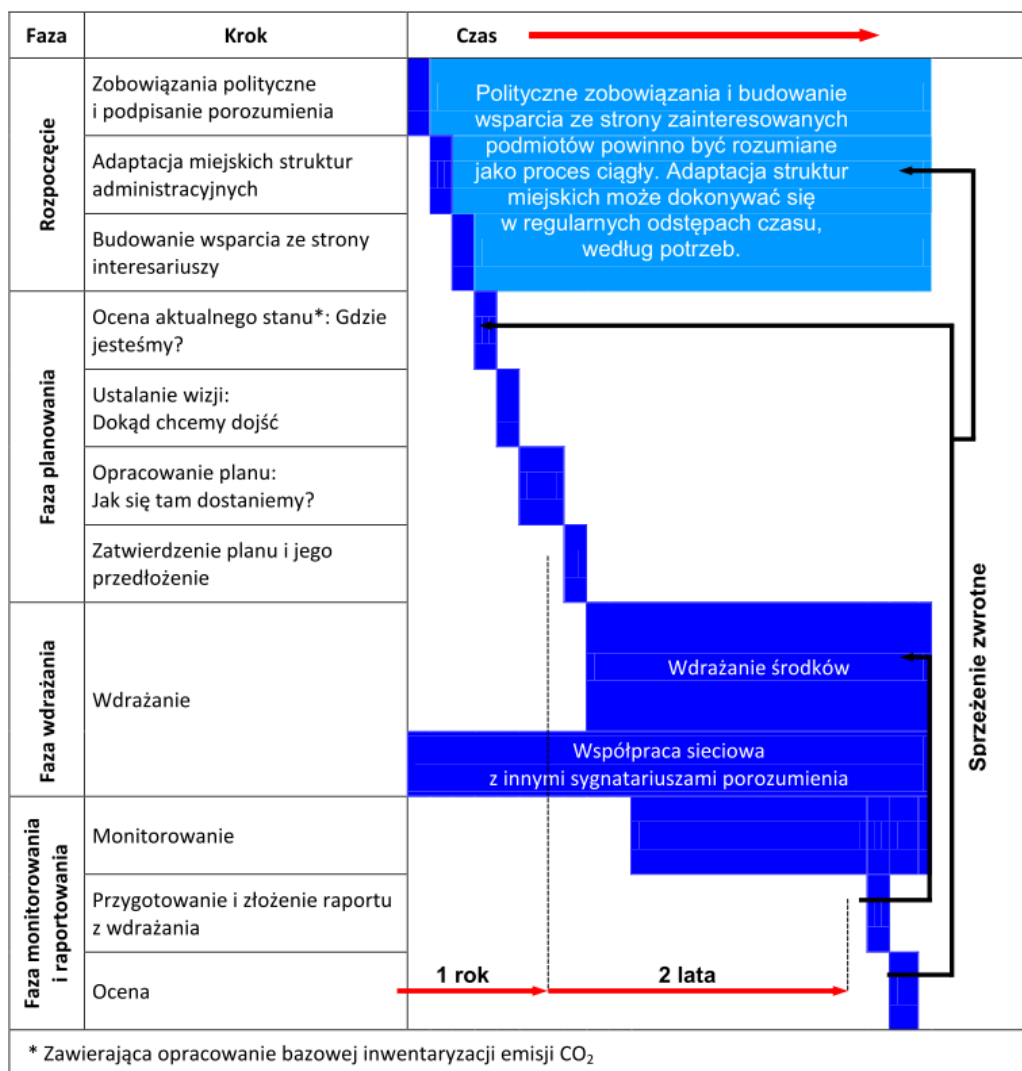 Faza
Krok
Czas
Rozpoczęcie
Zobowiązania polityczne
i podpisanie porozumienia
Polityczne zobowiązania i budowanie
wsparcia ze strony zainteresowanych
podmiotów powinno być rozumiane
jako proces ciągły. Adaptacja struktur
miejskich może dokonywać się
w regularnych odstępach czasu,
według potrzeb.
Adaptacja miejskich struktur
administracyjnych
Budowanie wsparcia ze strony
interesariuszy
Faza planowania
Ocena aktualnego stanu*: Gdzie
jesteśmy?
Ustalanie wizji:
Dokąd chcemy dojść
Opracowanie planu:
Jak się tam dostaniemy?
Zatwierdzenie planu i jego
przedłożenie
Sprzężenie zwrotne
Faza wdrażania
Wdrażanie
Wdrażanie środków
Współpraca sieciowa
z innymi sygnatariuszami porozumienia
Faza monitorowania
i raportowania
Monitorowanie
Przygotowanie i złożenie raportu
z wdrażania
Ocena
1 rok
2 lata
* Zawierająca opracowanie bazowej inwentaryzacji emisji CO₂